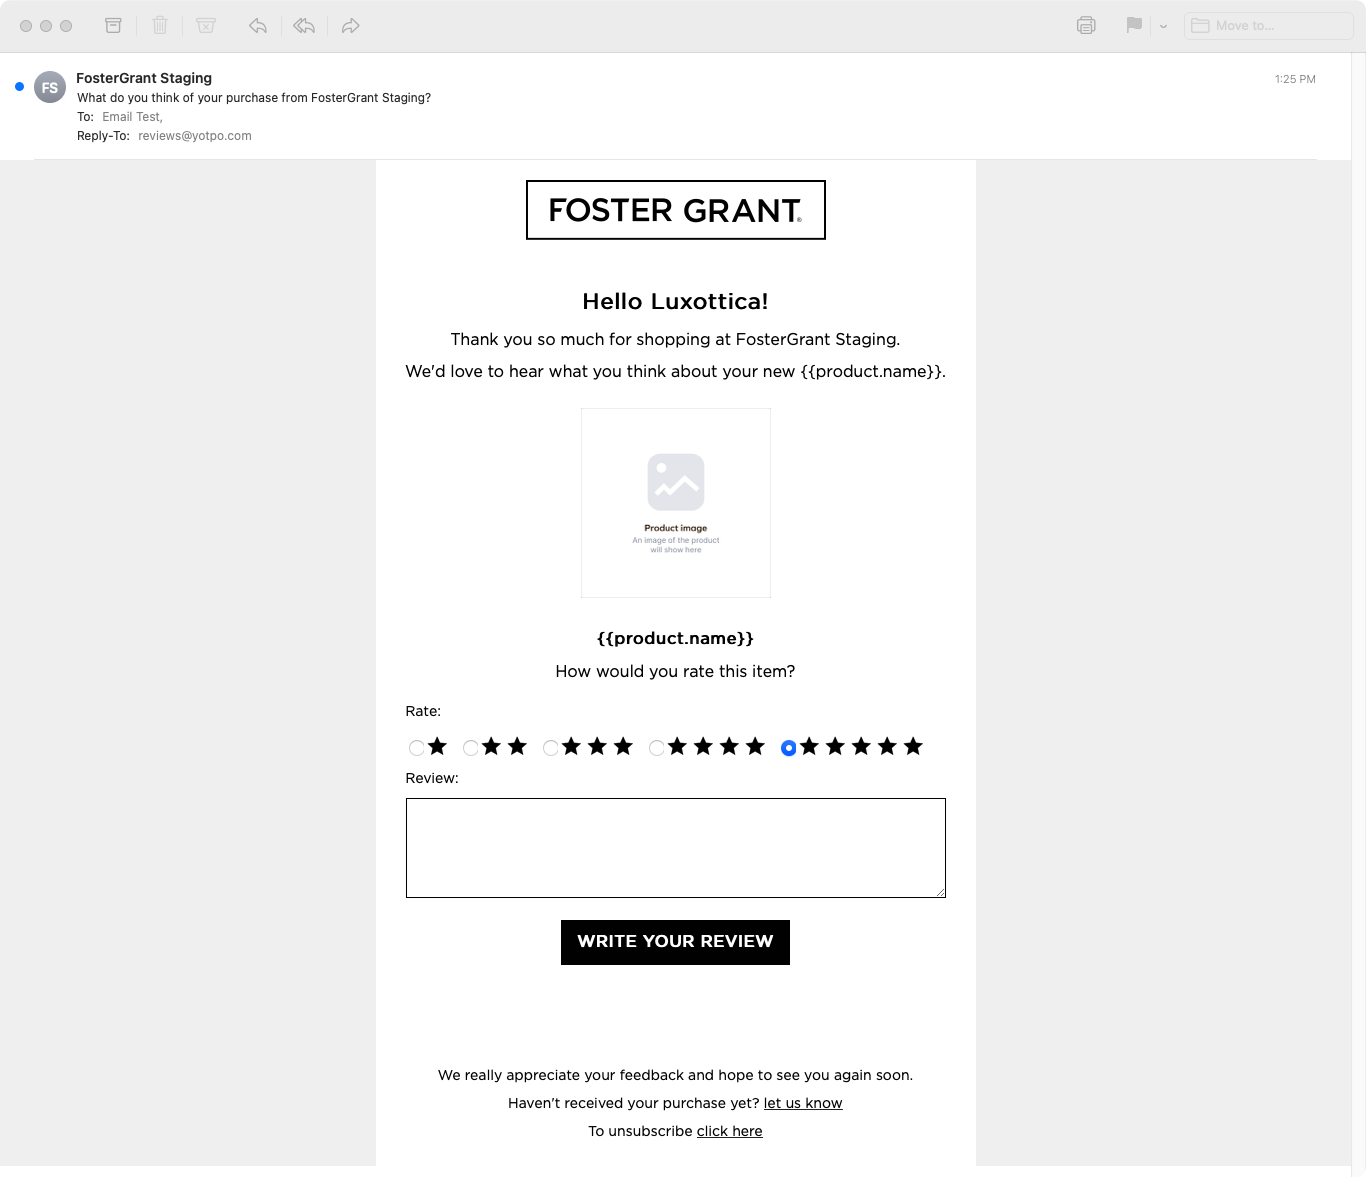 Move to...
FosterGrant Staging
1:25 PM
FS
What do you think of your purchase from FosterGrant Staging?
To: Email Test,
Reply-To: reviews@yotpo.com
FOSTER GRANT®
Hello Luxottica!
Thank you so much for shopping at FosterGrant Staging.
We'd love to hear what you think about your new {{product.name}}.
Product image
An image of the product
will show here
{{product.name}}
How would you rate this item?
Rate:
Review:
WRITE YOUR REVIEW
We really appreciate your feedback and hope to see you again soon.
Haven't received your purchase yet? let us know
To unsubscribe click here